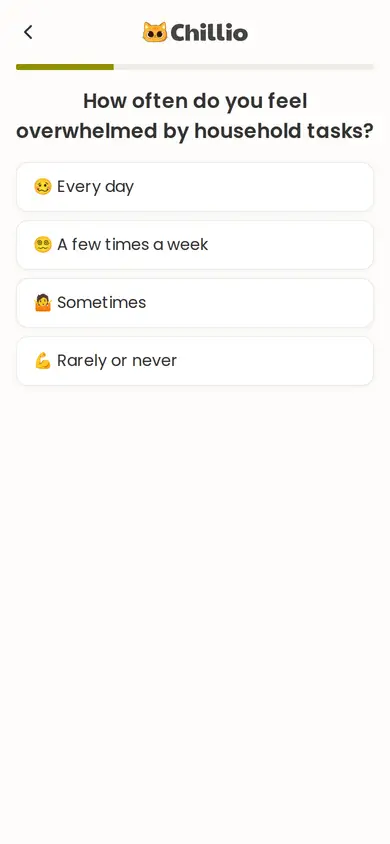 Chillio
How often do you feel
overwhelmed by household tasks?
🥴 Every day
😵‍💫 A few times a week
🤷 Sometimes
💪 Rarely or never